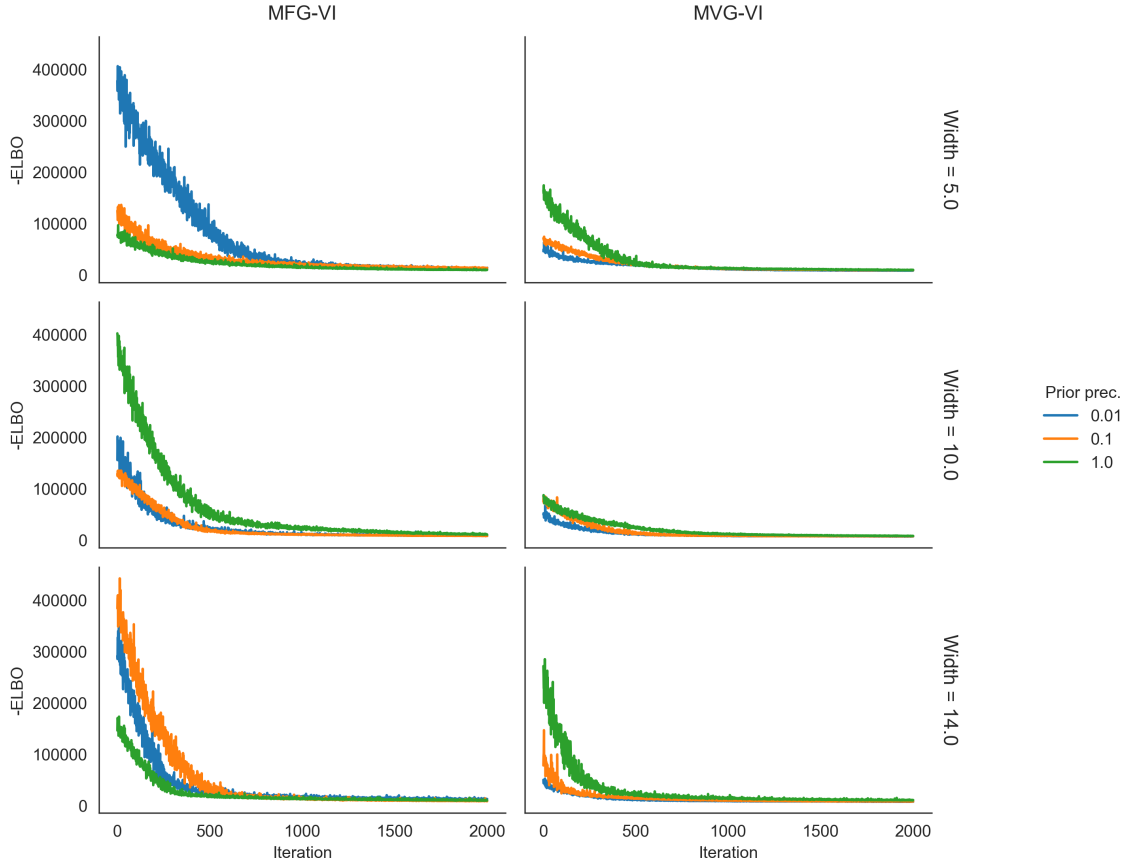 MFG-VI
MVG-VI
400000
300000
200000
100000
0
-ELBO
Width = 5.0
400000
300000
200000
100000
0
-ELBO
Width = 10.0
Prior prec.
0.01
0.1
1.0
400000
300000
200000
100000
0
-ELBO
Width = 14.0
0 500 1000 1500 2000
Iteration
0 500 1000 1500 2000
Iteration